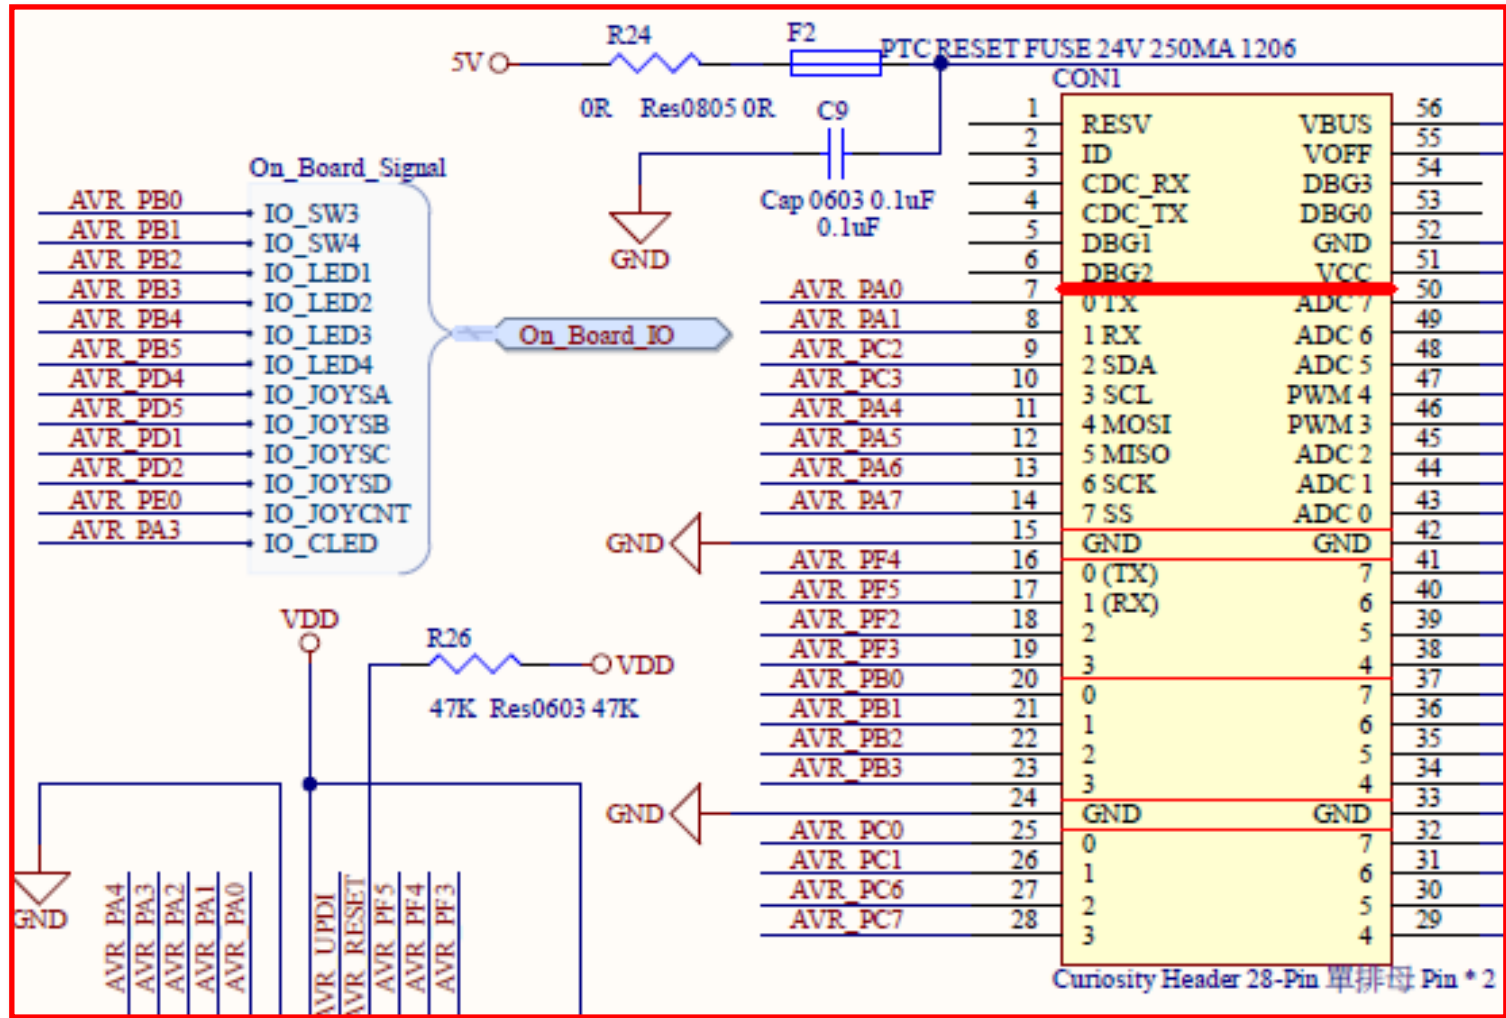 R24
F2
5V
PTC RESET FUSE 24V 250MA 1206
0R Res0805 0R
C9
Cap 0603 0.1uF
0.1uF
GND
On_Board_Signal
AVR_PB0 IO_SW3
AVR_PB1 IO_SW4
AVR_PB2 IO_LED1
AVR_PB3 IO_LED2
AVR_PB4 IO_LED3
AVR_PB5 IO_LED4
AVR_PD4 IO_JOYSA
AVR_PD5 IO_JOYSB
AVR_PD1 IO_JOYSC
AVR_PD2 IO_JOYSD
AVR_PE0 IO_JOYCNT
AVR_PA3 IO_CLED
On_Board_IO
CON1
1 RESV VBUS 56
2 ID VOFF 55
3 CDC_RX DBG3 54
4 CDC_TX DBG0 53
5 DBG1 GND 52
6 DBG2 VCC 51
AVR_PA0 7 0 TX ADC 7 50
AVR_PA1 8 1 RX ADC 6 49
AVR_PC2 9 2 SDA ADC 5 48
AVR_PC3 10 3 SCL PWM 4 47
AVR_PA4 11 4 MOSI PWM 3 46
AVR_PA5 12 5 MISO ADC 2 45
AVR_PA6 13 6 SCK ADC 1 44
AVR_PA7 14 7 SS ADC 0 43
GND 15 GND GND 42
AVR_PF4 16 0 (TX) 7 41
AVR_PF5 17 1 (RX) 6 40
AVR_PF2 18 2 5 39
AVR_PF3 19 3 4 38
AVR_PB0 20 0 7 37
AVR_PB1 21 1 6 36
AVR_PB2 22 2 5 35
AVR_PB3 23 3 4 34
GND 24 GND GND 33
AVR_PC0 25 0 7 32
AVR_PC1 26 1 6 31
AVR_PC6 27 2 5 30
AVR_PC7 28 3 4 29
Curiosity Header 28-Pin 單排母 Pin * 2
VDD
R26
VDD
47K Res0603 47K
GND
AVR_PA4
AVR_PA3
AVR_PA2
AVR_PA1
AVR_PA0
AVR_UPDI
AVR_RESET
AVR_PF5
AVR_PF4
AVR_PF3